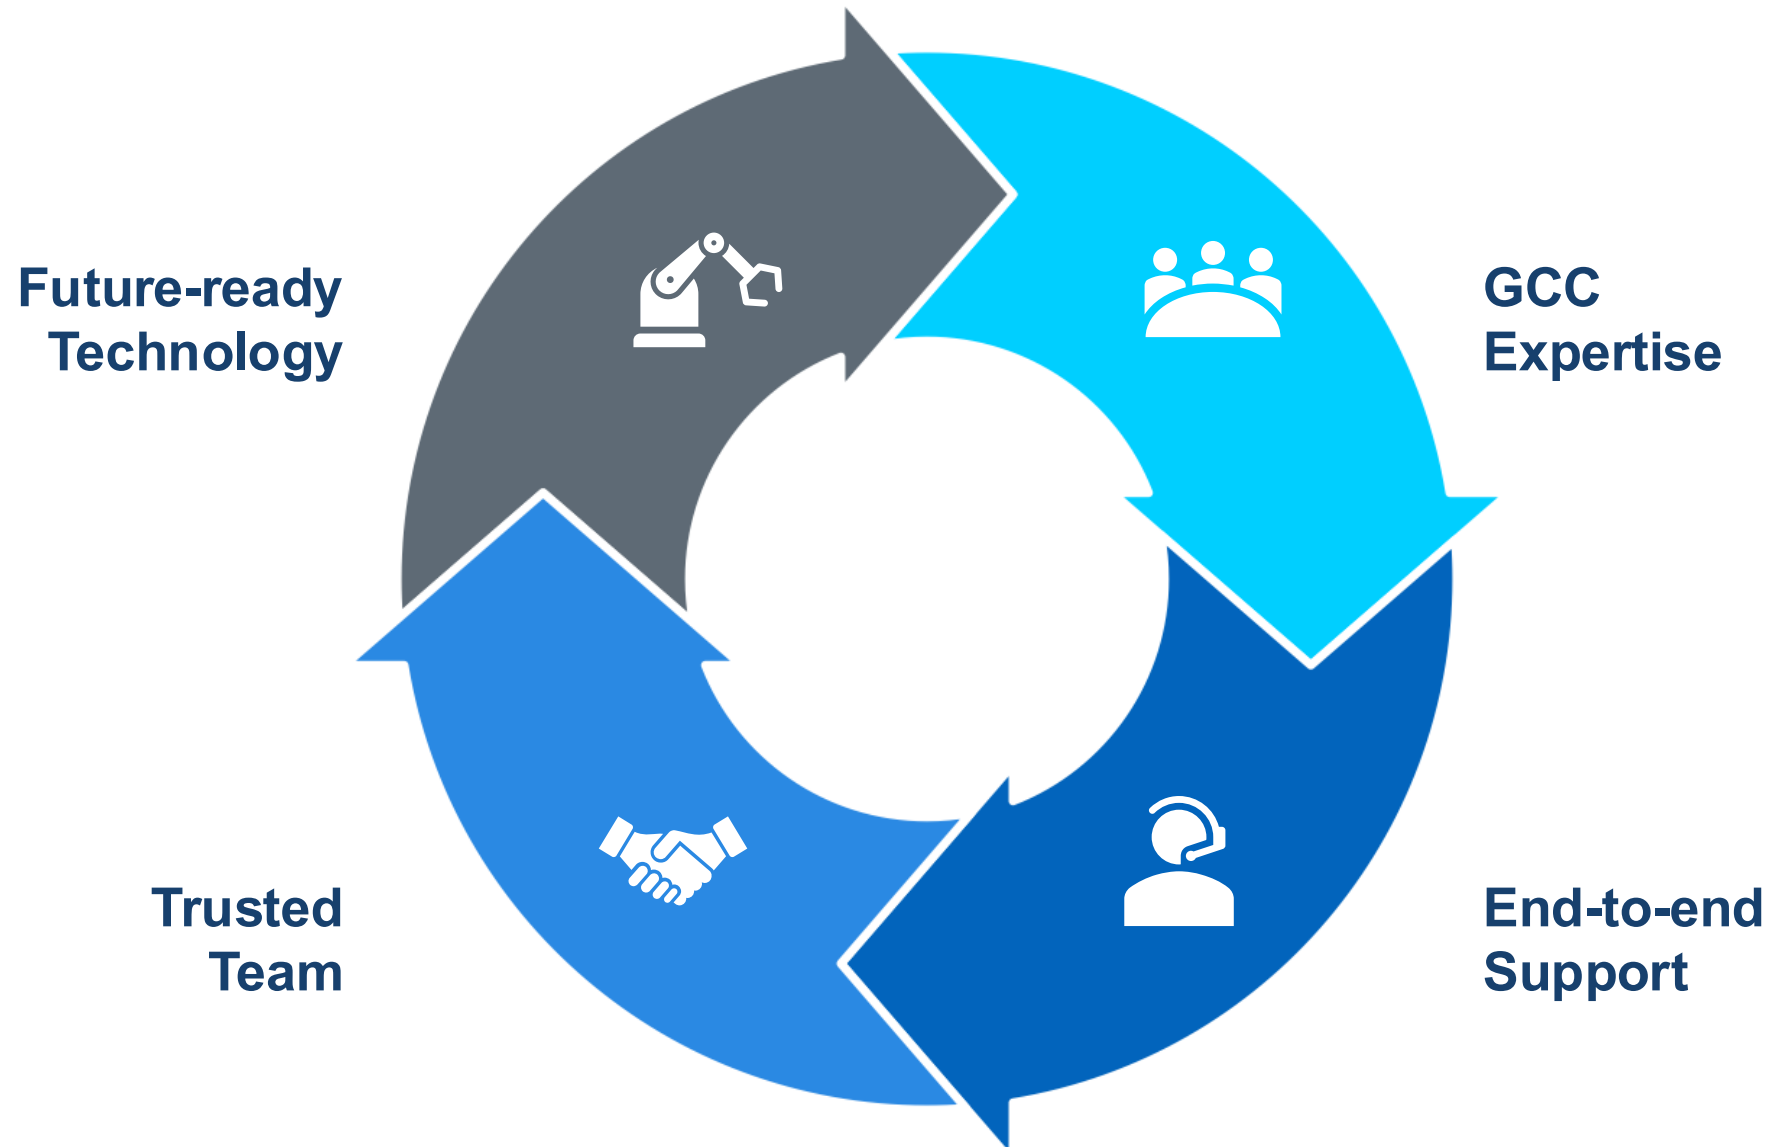 Future-ready
Technology
GCC
Expertise
Trusted
Team
End-to-end
Support